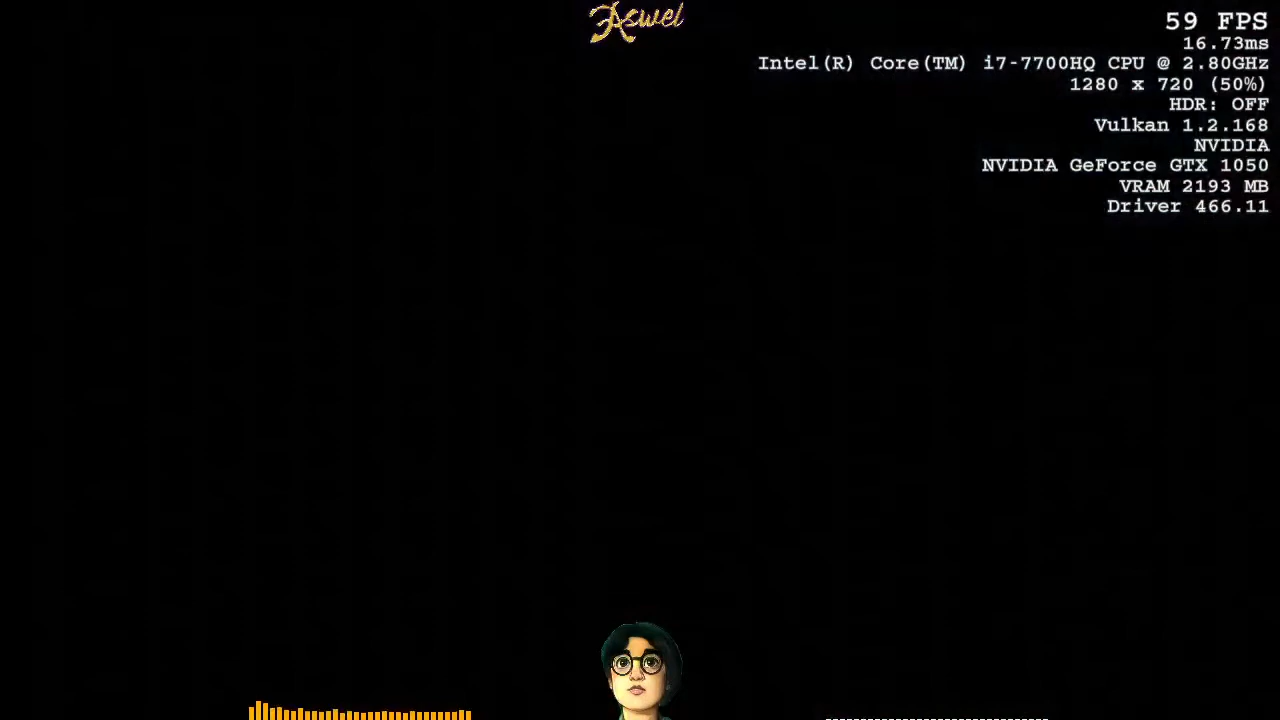 Aswel
59 FPS
16.73ms
Intel(R) Core(TM) i7-7700HQ CPU @ 2.80GHz
1280 x 720 (50%)
HDR: OFF
Vulkan 1.2.168
NVIDIA
NVIDIA GeForce GTX 1050
VRAM 2193 MB
Driver 466.11